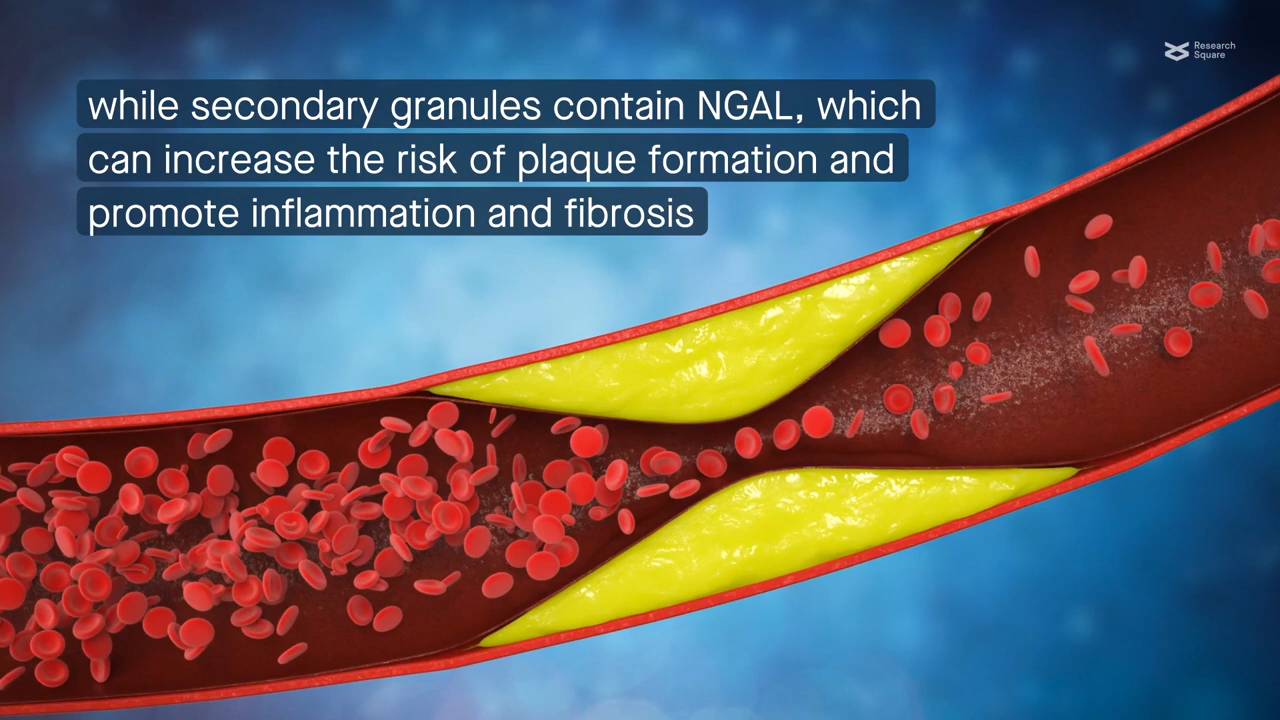 while secondary granules contain NGAL, which
can increase the risk of plaque formation and
promote inflammation and fibrosis
Research
Square